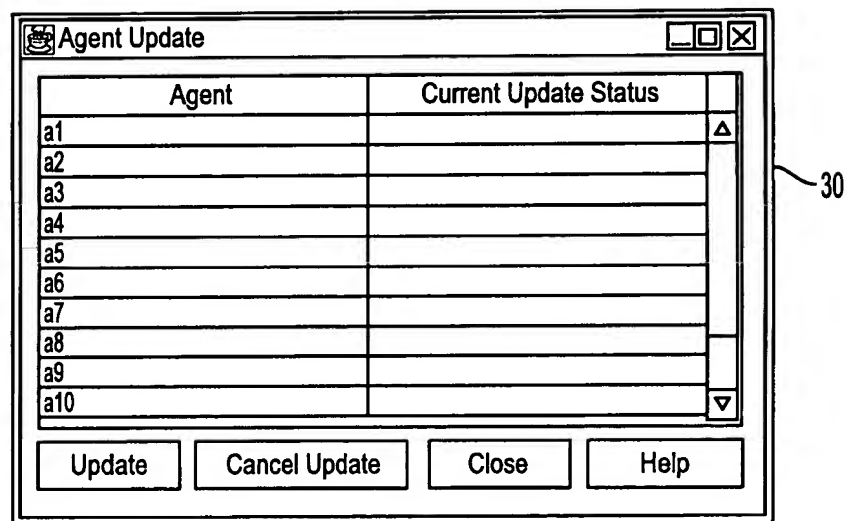 Agent Update
Agent Current Update Status
a1
a2
a3
a4
a5
a6
a7
a8
a9
a10
30
Update Cancel Update Close Help